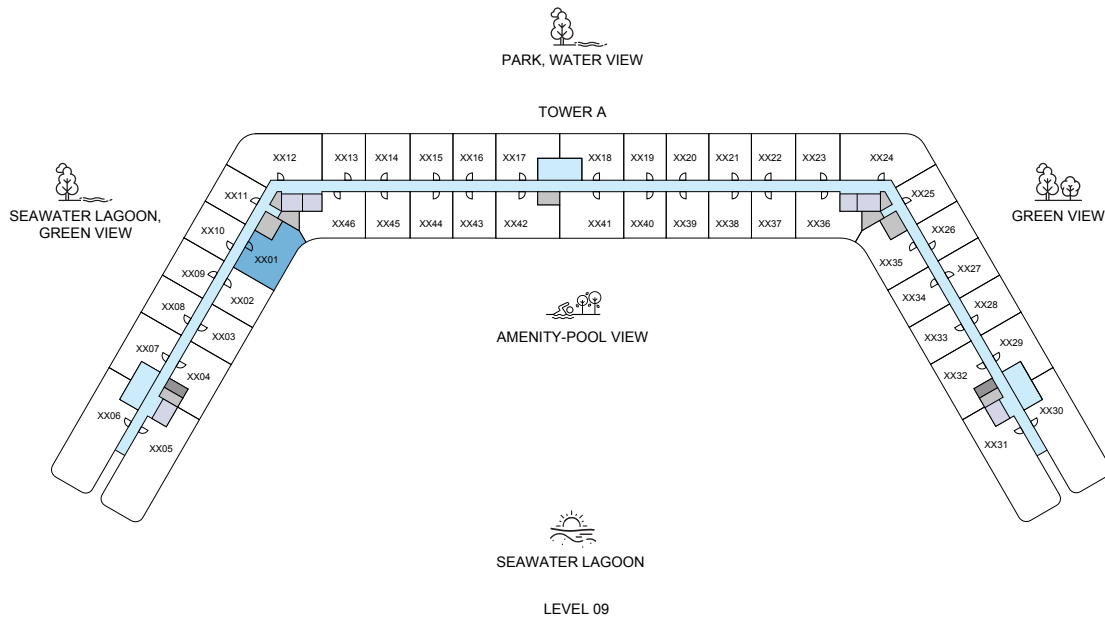 PARK, WATER VIEW
TOWER A
XX12 XX13 XX14 XX15 XX16 XX17 XX18 XX19 XX20 XX21 XX22 XX23 XX24
XX11 XX25
SEAWATER LAGOON,
GREEN VIEW
GREEN VIEW
XX46 XX45 XX44 XX43 XX42 XX41 XX40 XX39 XX38 XX37 XX36
XX10 XX26
XX01 XX35
XX09 XX27
XX02 XX34
XX08 XX28
XX03 XX33
AMENITY-POOL VIEW
XX07 XX29
XX04 XX32
XX06 XX30
XX05 XX31
SEAWATER LAGOON
LEVEL 09